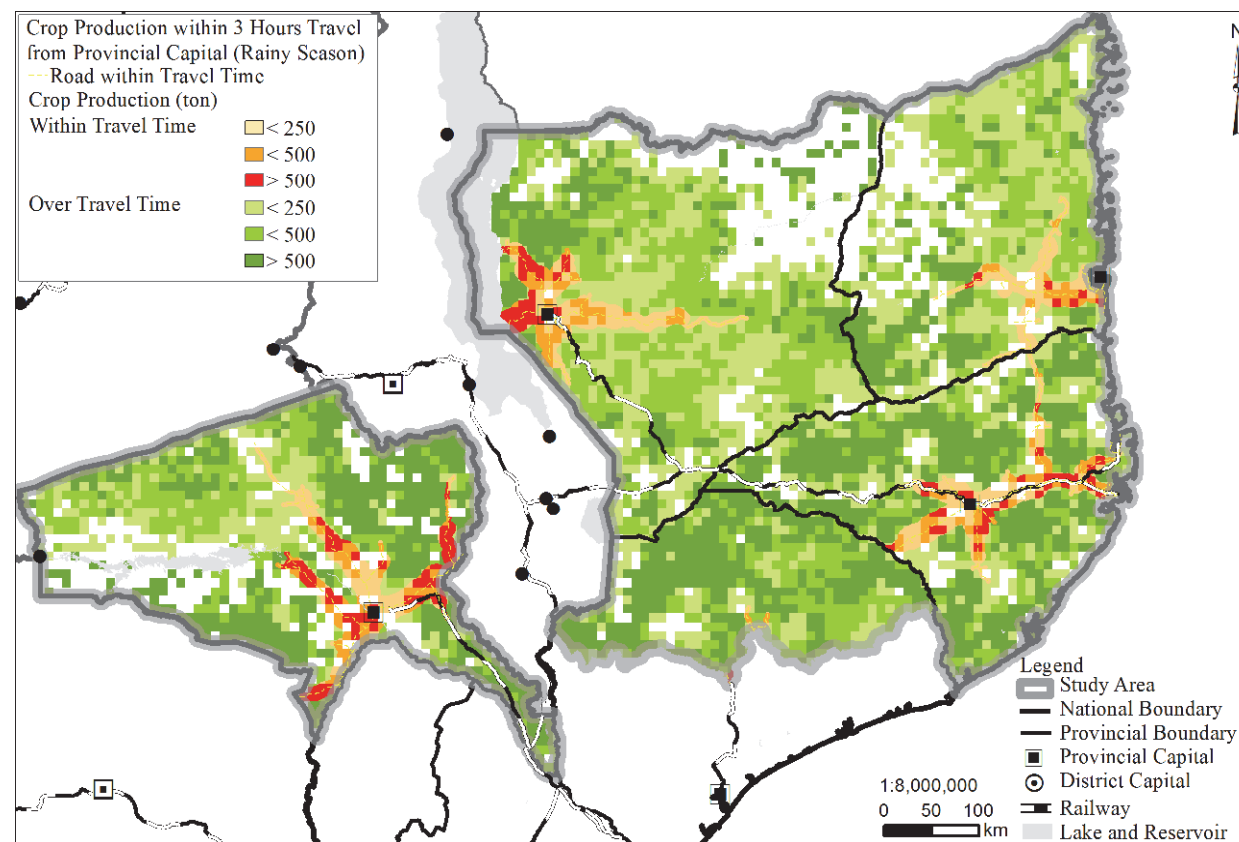 Crop Production within 3 Hours Travel
from Provincial Capital (Rainy Season)
Road within Travel Time
Crop Production (ton)
Within Travel Time
< 250
< 500
> 500
Over Travel Time
< 250
< 500
> 500
N
Legend
Study Area
National Boundary
Provincial Boundary
Provincial Capital
District Capital
Railway
Lake and Reservoir
1:8,000,000
0 50 100
km